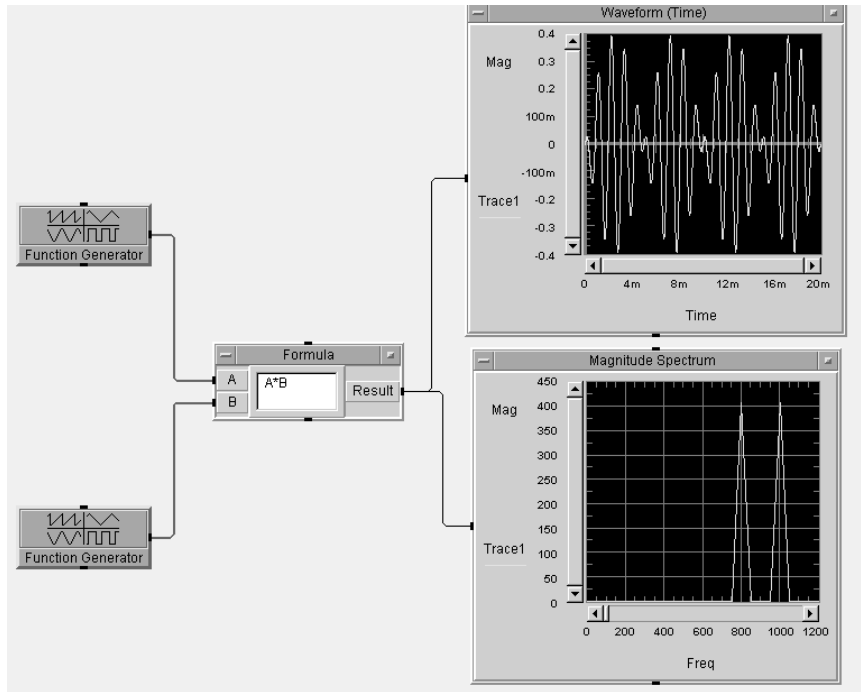 Waveform (Time)
Mag
0.4
0.3
0.2
100m
0
-100m
-0.2
-0.3
-0.4
Trace1
0 4m 8m 12m 16m 20m
Time
Function Generator
Formula
A
B
A*B
Result
Function Generator
Magnitude Spectrum
Mag
450
400
350
300
250
200
150
100
50
0
Trace1
0 200 400 600 800 1000 1200
Freq